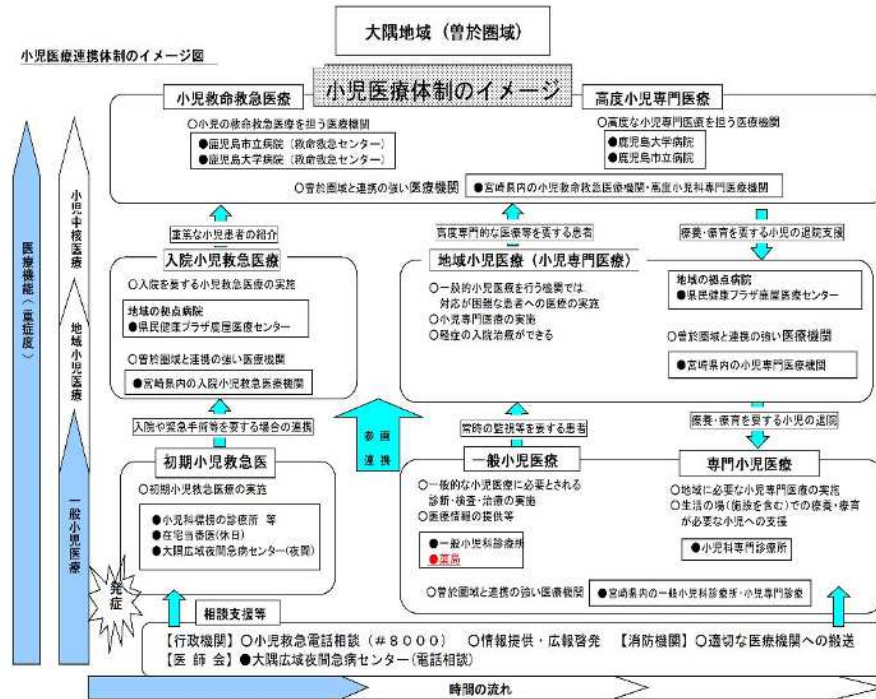 大隅地域（曽於圏域）
小児医療連携体制のイメージ図
小児医療体制のイメージ
小児救命救急医療
○小児の救命救急医療を担う医療機関
●鹿児島市立病院（救命救急センター）
●鹿児島大学病院（救命救急センター）
高度小児専門医療
○高度な小児専門医療を担う医療機関
●鹿児島大学病院
●鹿児島市立病院
○曽於圏域と連携の強い医療機関
●宮崎県内の小児救命救急医療機関・高度小児科専門医療機関
重篤な小児患者の紹介
高度専門的な医療等を要する患者
療養・療育を要する小児の退院支援
入院小児救急医療
○入院を要する小児救急医療の実施
地域の拠点病院
●県民健康プラザ鹿屋医療センター
○曽於圏域と連携の強い医療機関
●宮崎県内の入院小児救急医療機関
地域小児医療（小児専門医療）
○一般的小児医療を行う機関では
対応が困難な患者への医療の実施
○小児専門医療の実施
○軽症の入院治療ができる
地域の拠点病院
●県民健康プラザ鹿屋医療センター
○曽於圏域と連携の強い医療機関
●宮崎県内の小児専門医療機関
入院や緊急手術等を要する場合の連携
参画
連携
常時の監視等を要する患者
療養・療育を要する小児の退院
初期小児救急医
○初期小児救急医療の実施
●小児科標榜の診療所 等
●在宅当番医(休日)
●大隅広域夜間急病センター(夜間)
一般小児医療
○一般的な小児医療に必要とされる
診断・検査・治療の実施
○医療情報の提供等
●一般小児科診療所
●薬局
専門小児医療
○地域に必要な小児専門医療の実施
○生活の場(施設を含む)での療養・療育
が必要な小児への支援
●小児科専門診療所
○曽於圏域と連携の強い医療機関
●宮崎県内の一般小児科診療所・小児専門診療
医療機能（重症度）
小児中核医療
地域小児医療
一般小児医療
発症
相談支援等
【行政機関】○小児救急電話相談（＃８０００） ○情報提供・広報啓発 【消防機関】○適切な医療機関への搬送
【医 師 会】●大隅広域夜間急病センター(電話相談)
時間の流れ